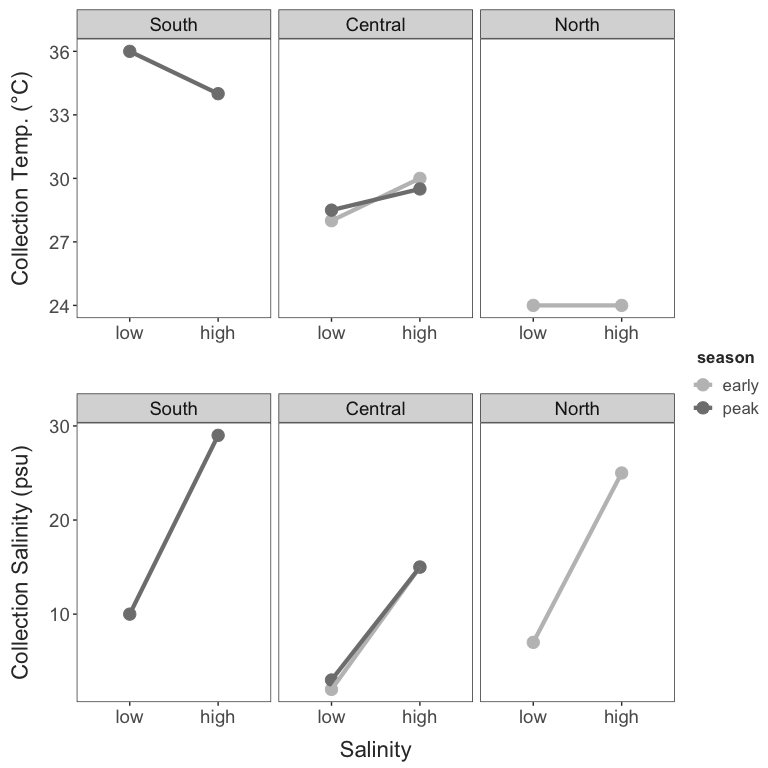 South Central North
Collection Temp. (°C)
36
33
30
27
24
low high low high low high
season
early
peak
South Central North
Collection Salinity (psu)
30
20
10
low high low high low high
Salinity